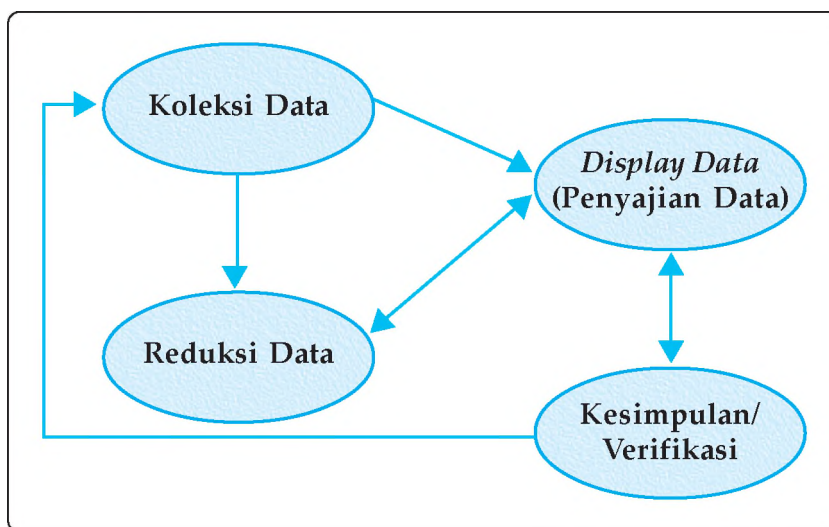 Koleksi Data
Display Data
(Penyajian Data)
Reduksi Data
Kesimpulan/
Verifikasi